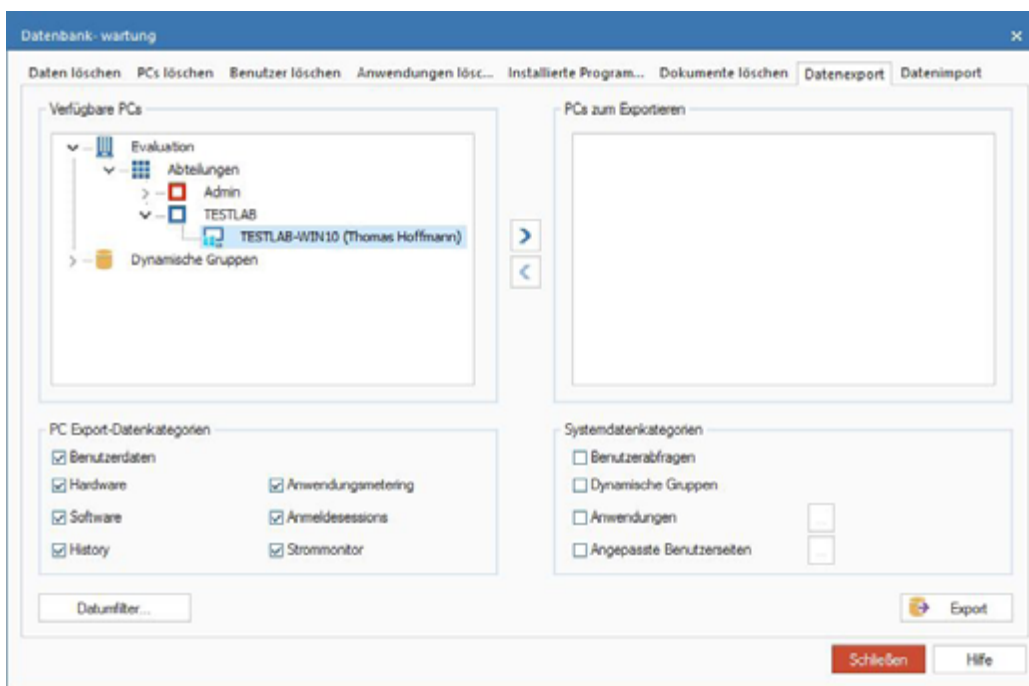 Datenbank- wartung
Daten löschen PCs löschen Benutzer löschen Anwendungen lösc... Installierte Program... Dokumente löschen Datenexport Datenimport
Verfügbare PCs
Evaluation
Abteilungen
Admin
TESTLAB
TESTLAB-WIN10 (Thomas Hoffmann)
Dynamische Gruppen
PCs zum Exportieren
PC Export-Datenkategorien
Benutzerdaten
Hardware Anwendungsmetering
Software Anmeldesessions
History Strommonitor
Systemdatenkategorien
Benutzerabfragen
Dynamische Gruppen
Anwendungen ...
Angepasste Benutzerseiten ...
Datumfilter... Export
Schließen Hilfe